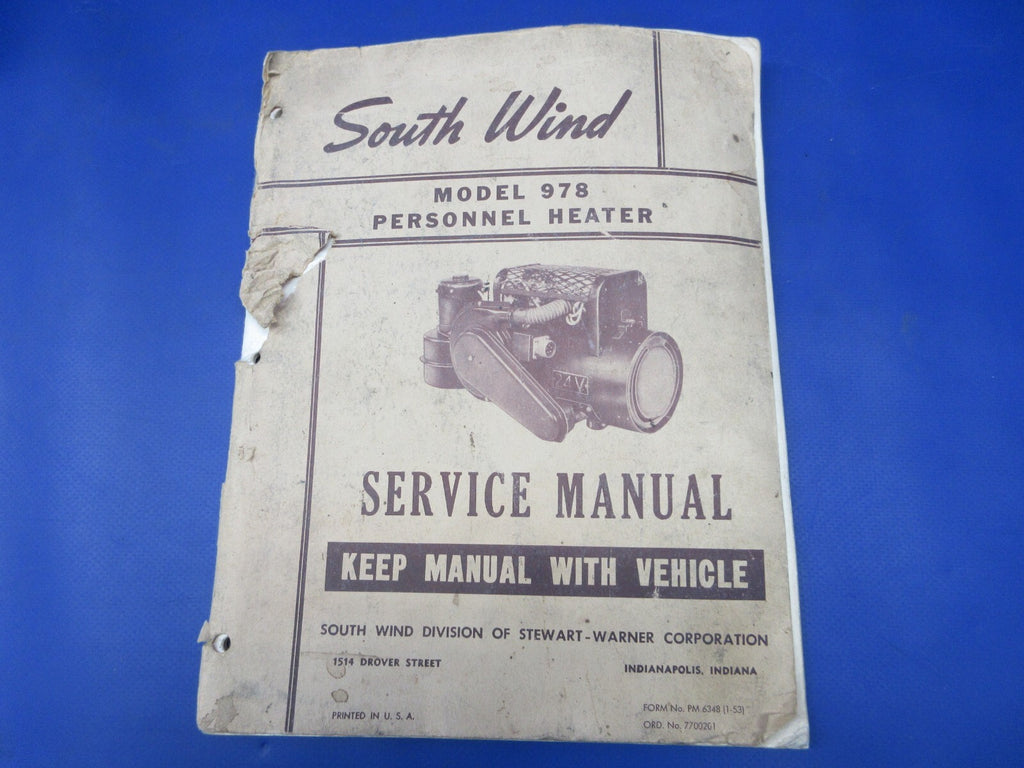 South Wind
MODEL 978
PERSONNEL HEATER
24 V
SERVICE MANUAL
KEEP MANUAL WITH VEHICLE
SOUTH WIND DIVISION OF STEWART-WARNER CORPORATION
1514 DROVER STREET
INDIANAPOLIS, INDIANA
PRINTED IN U. S. A.
FORM No. PM 6348 (1-53)
ORD. No. 7700201